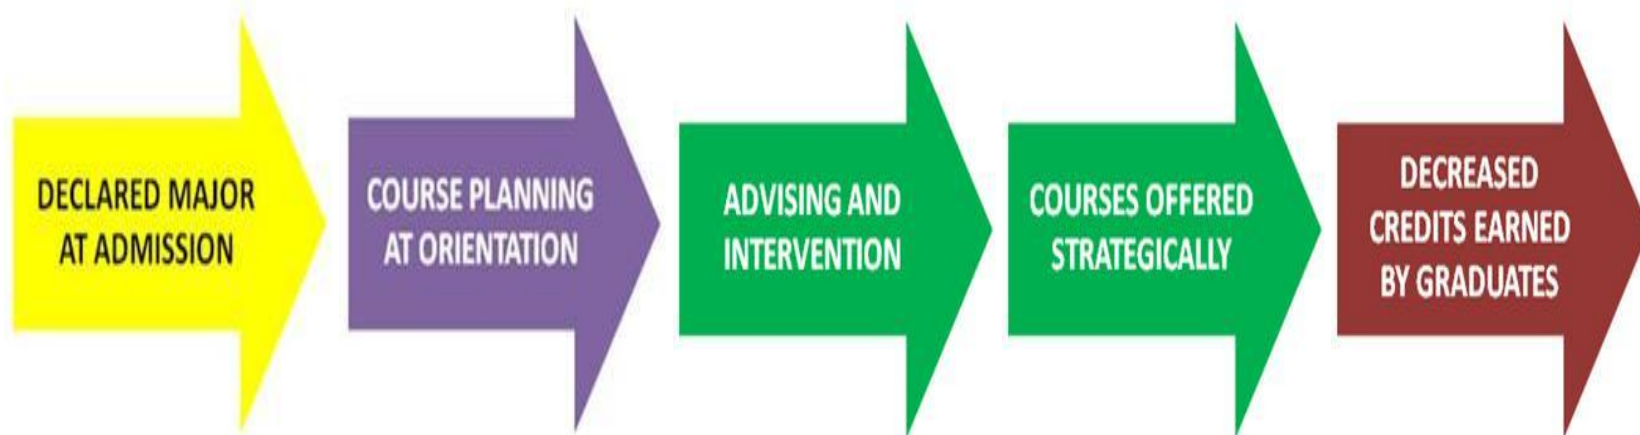 DECLARED MAJOR
AT ADMISSION
COURSE PLANNING
AT ORIENTATION
ADVISING AND
INTERVENTION
COURSES OFFERED
STRATEGICALLY
DECREASED
CREDITS EARNED
BY GRADUATES